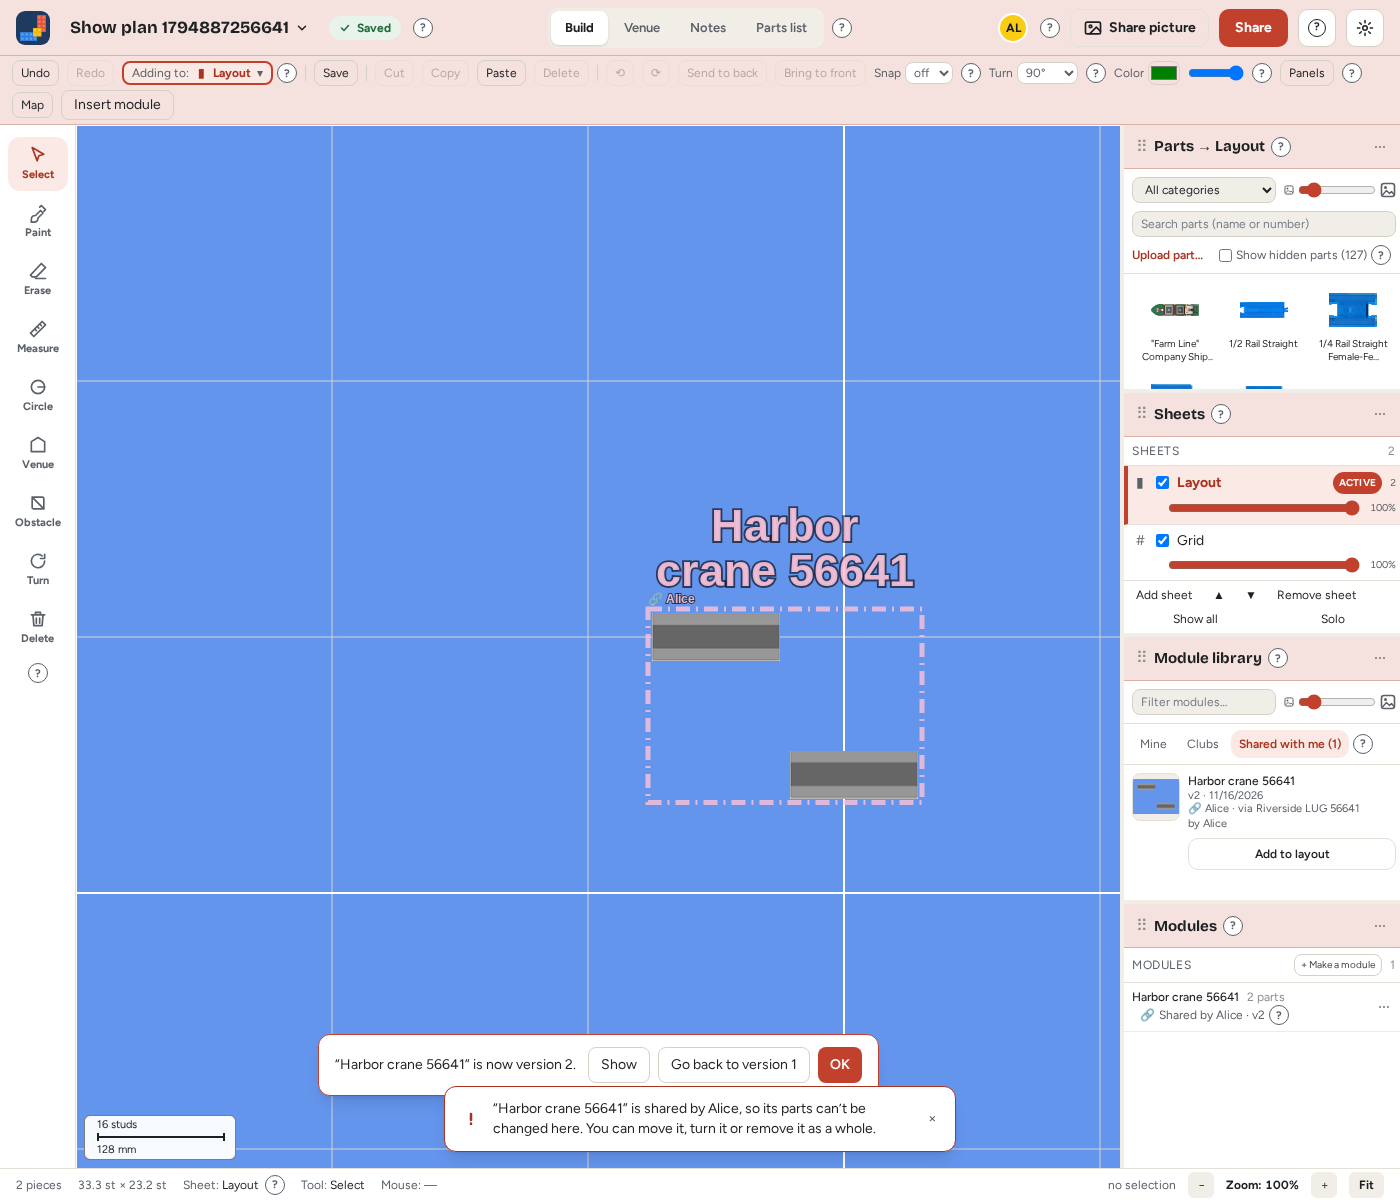 Show plan 1794887256641
Saved
?
Build
Venue
Notes
Parts list
?
AL
?
Share picture
Share
?
Undo
Redo
Adding to: Layout
?
Save
Cut
Copy
Paste
Delete
Send to back
Bring to front
Snap off
?
Turn 90°
?
Color
?
Panels
?
Map
Insert module
Select
Paint
Erase
Measure
Circle
Venue
Obstacle
Turn
Delete
?
Harbor
crane 56641
Alice
Parts → Layout ?
...
All categories
Search parts (name or number)
Upload part...
Show hidden parts (127) ?
"Farm Line"
Company Ship...
1/2 Rail Straight
1/4 Rail Straight
Female-Fe...
Sheets ?
...
SHEETS 2
Layout ACTIVE 2
100%
# Grid
100%
Add sheet ▲ ▼ Remove sheet
Show all Solo
Module library ?
...
Filter modules...
Mine
Clubs
Shared with me (1)
?
Harbor crane 56641
v2 · 11/16/2026
Alice · via Riverside LUG 56641
by Alice
Add to layout
Modules ?
...
MODULES + Make a module 1
Harbor crane 56641 2 parts
...
Shared by Alice · v2 ?
“Harbor crane 56641” is now version 2. Show Go back to version 1 OK
! “Harbor crane 56641” is shared by Alice, so its parts can’t be ×
changed here. You can move it, turn it or remove it as a whole.
16 studs
128 mm
2 pieces
33.3 st × 23.2 st
Sheet: Layout ?
Tool: Select
Mouse: —
no selection
−
Zoom: 100%
+
Fit